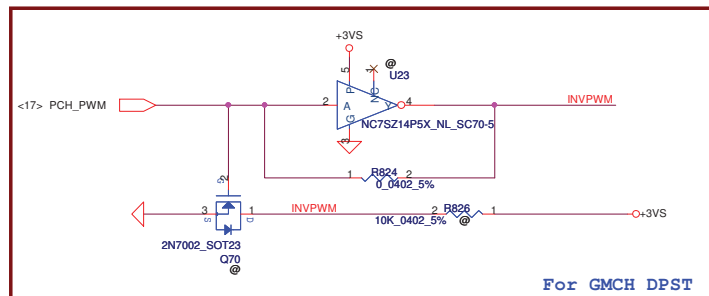 +3VS
@
U23
5
1
P
NC
<17> PCH_PWM
2
A
Y
4
INVPWM
G
3
NC7SZ14P5X_NL_SC70-5
R824
1
2
0_0402_5%
2
G
INVPWM
R826
3
S
D
1
2
1
+3VS
10K_0402_5%
@
2N7002_SOT23
Q70
@
For GMCH DPST